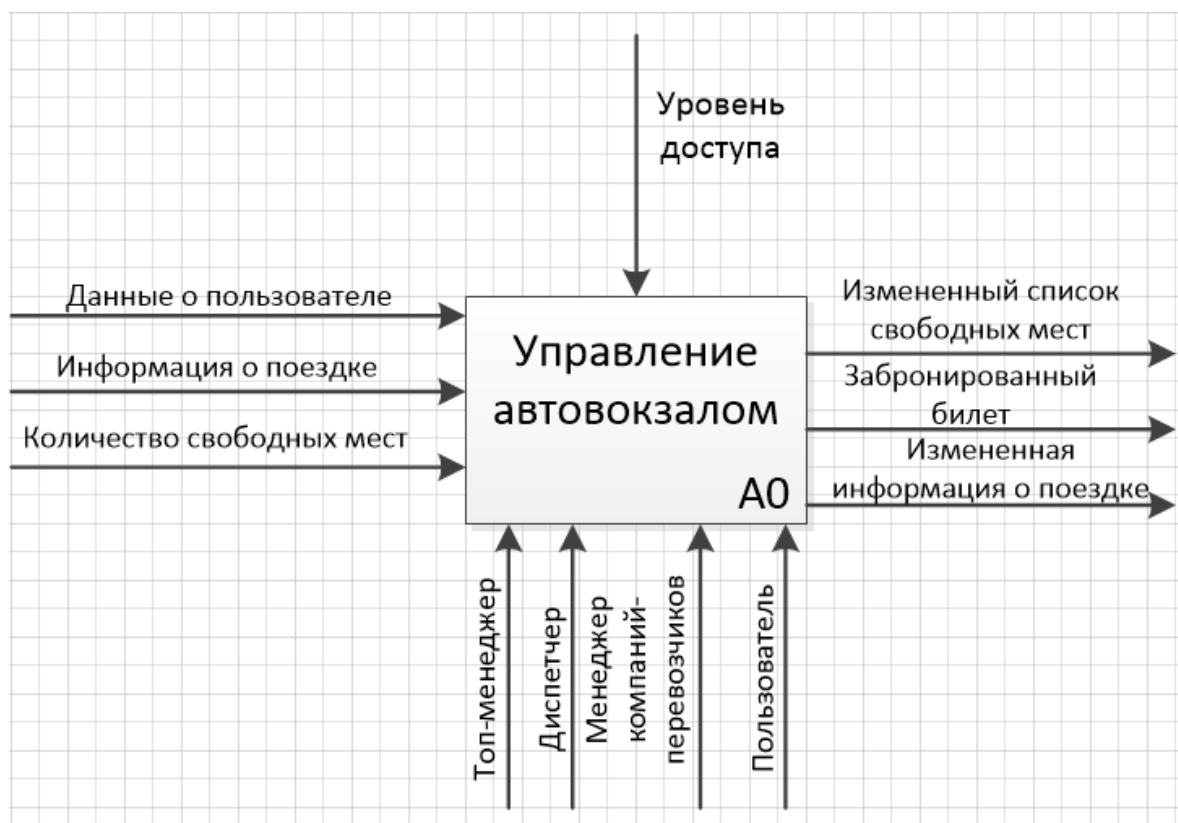 Уровень
доступа
Данные о пользователе
Информация о поездке
Количество свободных мест
Управление
автовокзалом
А0
Измененный список
свободных мест
Забронированный
билет
Измененная
информация о поездке
Топ-менеджер
Диспетчер
Менеджер
компаний-
перевозчиков
Пользователь